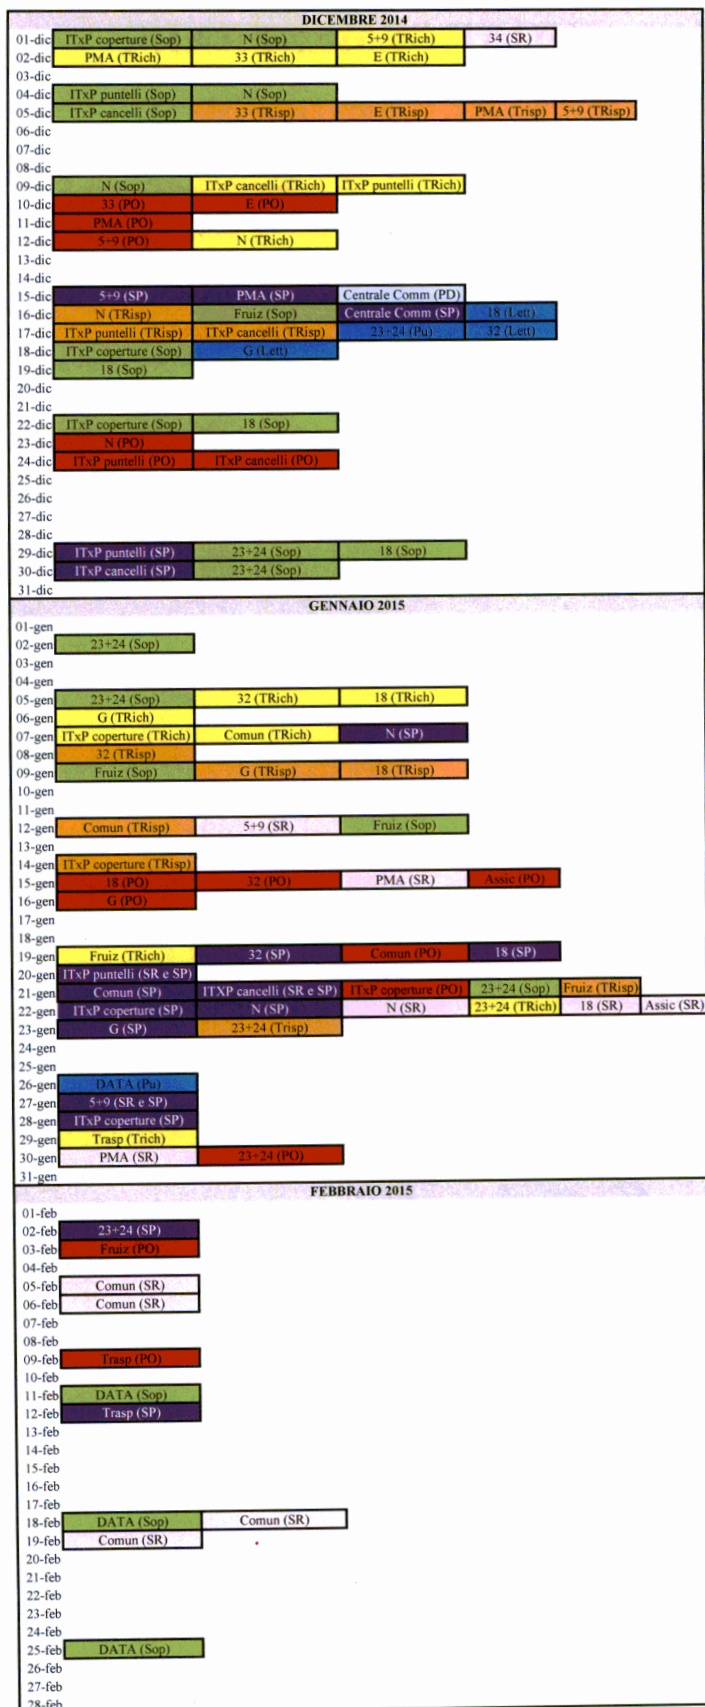 DICEMBRE 2014
01-dic ITxP coperture (Sop) N (Sop) 5+9 (TRich) 34 (SR)
02-dic PMA (TRich) 33 (TRich) E (TRich)
03-dic
04-dic ITxP puntelli (Sop) N (Sop)
05-dic ITxP cancelli (Sop) 33 (TRisp) E (TRisp) PMA (Trisp) 5+9 (TRisp)
06-dic
07-dic
08-dic
09-dic N (Sop) ITxP cancelli (TRich) ITxP puntelli (TRich)
10-dic 33 (PO) E (PO)
11-dic PMA (PO)
12-dic 5+9 (PO) N (TRich)
13-dic
14-dic
15-dic 5+9 (SP) PMA (SP) Centrale Comm (PD)
16-dic N (TRisp) Fruiz (Sop) Centrale Comm (SP) 18 (Lett)
17-dic ITxP puntelli (TRisp) ITxP cancelli (TRisp) 23+24 (Pu) 32 (Lett)
18-dic ITxP coperture (Sop) G (Lett)
19-dic 18 (Sop)
20-dic
21-dic
22-dic ITxP coperture (Sop) 18 (Sop)
23-dic N (PO)
24-dic ITxP puntelli (PO) ITxP cancelli (PO)
25-dic
26-dic
27-dic
28-dic
29-dic ITxP puntelli (SP) 23+24 (Sop) 18 (Sop)
30-dic ITxP cancelli (SP) 23+24 (Sop)
31-dic
GENNAIO 2015
01-gen
02-gen 23+24 (Sop)
03-gen
04-gen
05-gen 23+24 (Sop) 32 (TRich) 18 (TRich)
06-gen G (TRich)
07-gen ITxP coperture (TRich) Comun (TRich) N (SP)
08-gen 32 (TRisp)
09-gen Fruiz (Sop) G (TRisp) 18 (TRisp)
10-gen
11-gen
12-gen Comun (TRisp) 5+9 (SR) Fruiz (Sop)
13-gen
14-gen ITxP coperture (TRisp)
15-gen 18 (PO) 32 (PO) PMA (SR) Assic (PO)
16-gen G (PO)
17-gen
18-gen
19-gen Fruiz (TRich) 32 (SP) Comun (PO) 18 (SP)
20-gen ITxP puntelli (SR e SP)
21-gen Comun (SP) ITXP cancelli (SR e SP) ITxP coperture (PO) 23+24 (Sop) Fruiz (TRisp)
22-gen ITxP coperture (SP) N (SP) N (SR) 23+24 (TRich) 18 (SR) Assic (SR)
23-gen G (SP) 23+24 (Trisp)
24-gen
25-gen
26-gen DATA (Pu)
27-gen 5+9 (SR e SP)
28-gen ITxP coperture (SP)
29-gen Trasp (Trich)
30-gen PMA (SR) 23+24 (PO)
31-gen
FEBBRAIO 2015
01-feb
02-feb 23+24 (SP)
03-feb Fruiz (PO)
04-feb
05-feb Comun (SR)
06-feb Comun (SR)
07-feb
08-feb
09-feb Trasp (PO)
10-feb
11-feb DATA (Sop)
12-feb Trasp (SP)
13-feb
14-feb
15-feb
16-feb
17-feb
18-feb DATA (Sop) Comun (SR)
19-feb Comun (SR)
20-feb
21-feb
22-feb
23-feb
24-feb
25-feb DATA (Sop)
26-feb
27-feb
28-feb